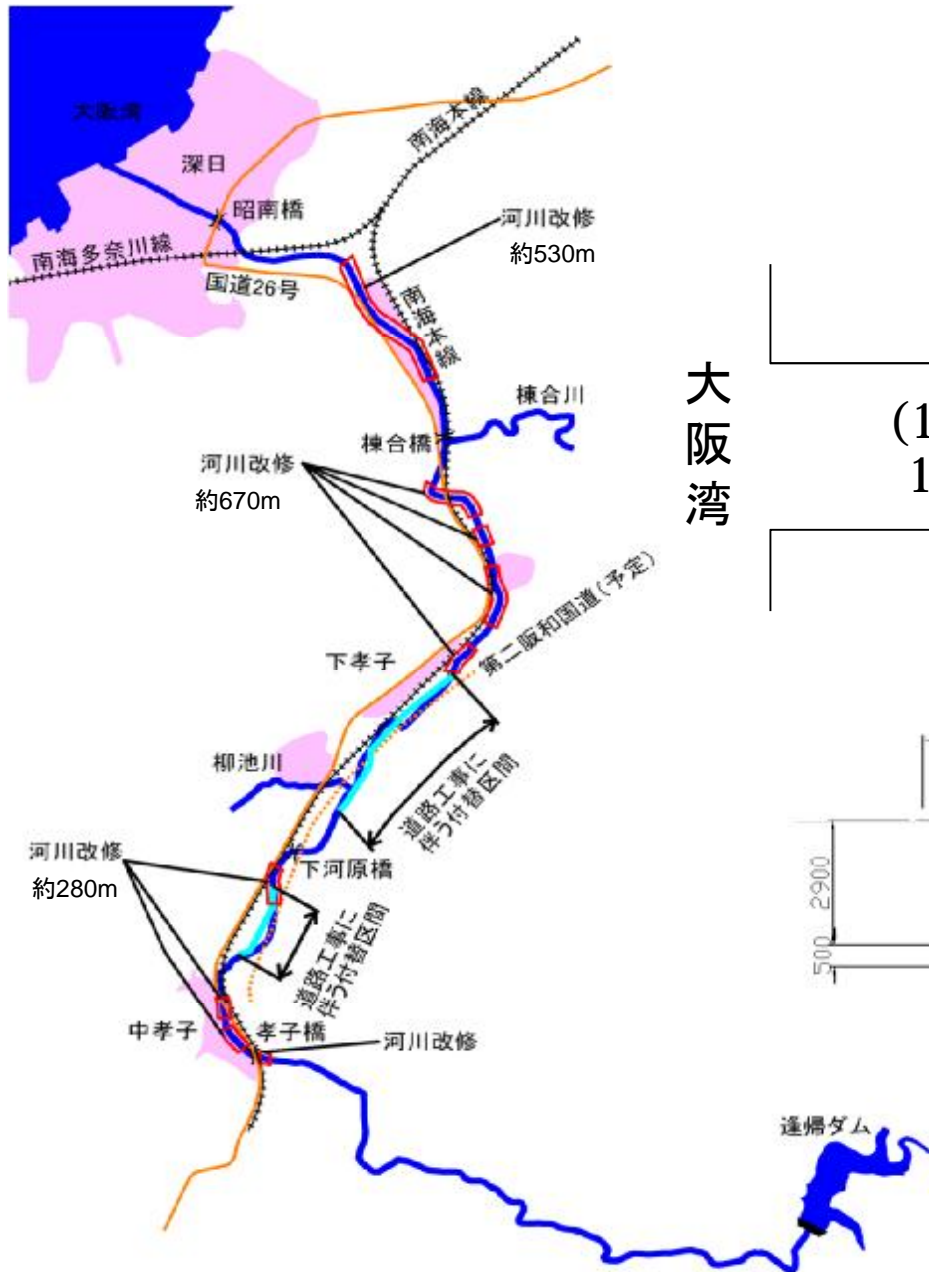 大阪湾
深日
昭南橋
南海本線
南海多奈川線
国道26号
河川改修
約530m
南海本線
棟合川
棟合橋
河川改修
約670m
第二阪和国道(予定)
下孝子
柳池川
道路工事に
伴う付替区間
下河原橋
河川改修
約280m
道路工事に
伴う付替区間
中孝子
孝子橋
河川改修
逢帰ダム
大
阪
湾
(1
1
2900
500